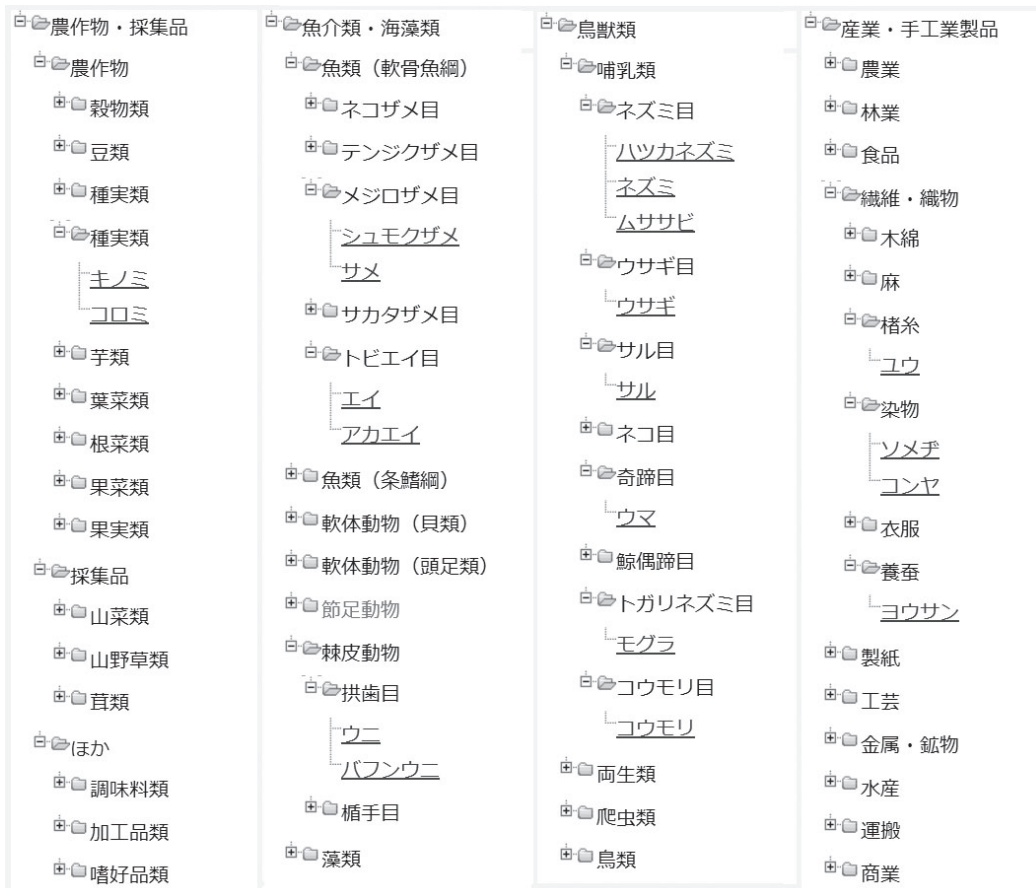 農作物・採集品
農作物
穀物類
豆類
種実類
種実類
キノミ
コロミ
芋類
葉菜類
根菜類
果菜類
果実類
採集品
山菜類
山野草類
茸類
ほか
調味料類
加工品類
嗜好品類
魚介類・海藻類
魚類（軟骨魚綱）
ネコザメ目
テンジクザメ目
メジロザメ目
シュモクザメ
サメ
サカタザメ目
トビエイ目
エイ
アカエイ
魚類（条鰭綱）
軟体動物（貝類）
軟体動物（頭足類）
節足動物
棘皮動物
拱歯目
ウニ
バフンウニ
楯手目
藻類
鳥獣類
哺乳類
ネズミ目
ハツカネズミ
ネズミ
ムササビ
ウサギ目
ウサギ
サル目
サル
ネコ目
奇蹄目
ウマ
鯨偶蹄目
トガリネズミ目
モグラ
コウモリ目
コウモリ
両生類
爬虫類
鳥類
産業・手工業製品
農業
林業
食品
繊維・織物
木綿
麻
楮糸
ユウ
染物
ソメヂ
コンヤ
衣服
養蚕
ヨウサン
製紙
工芸
金属・鉱物
水産
運搬
商業